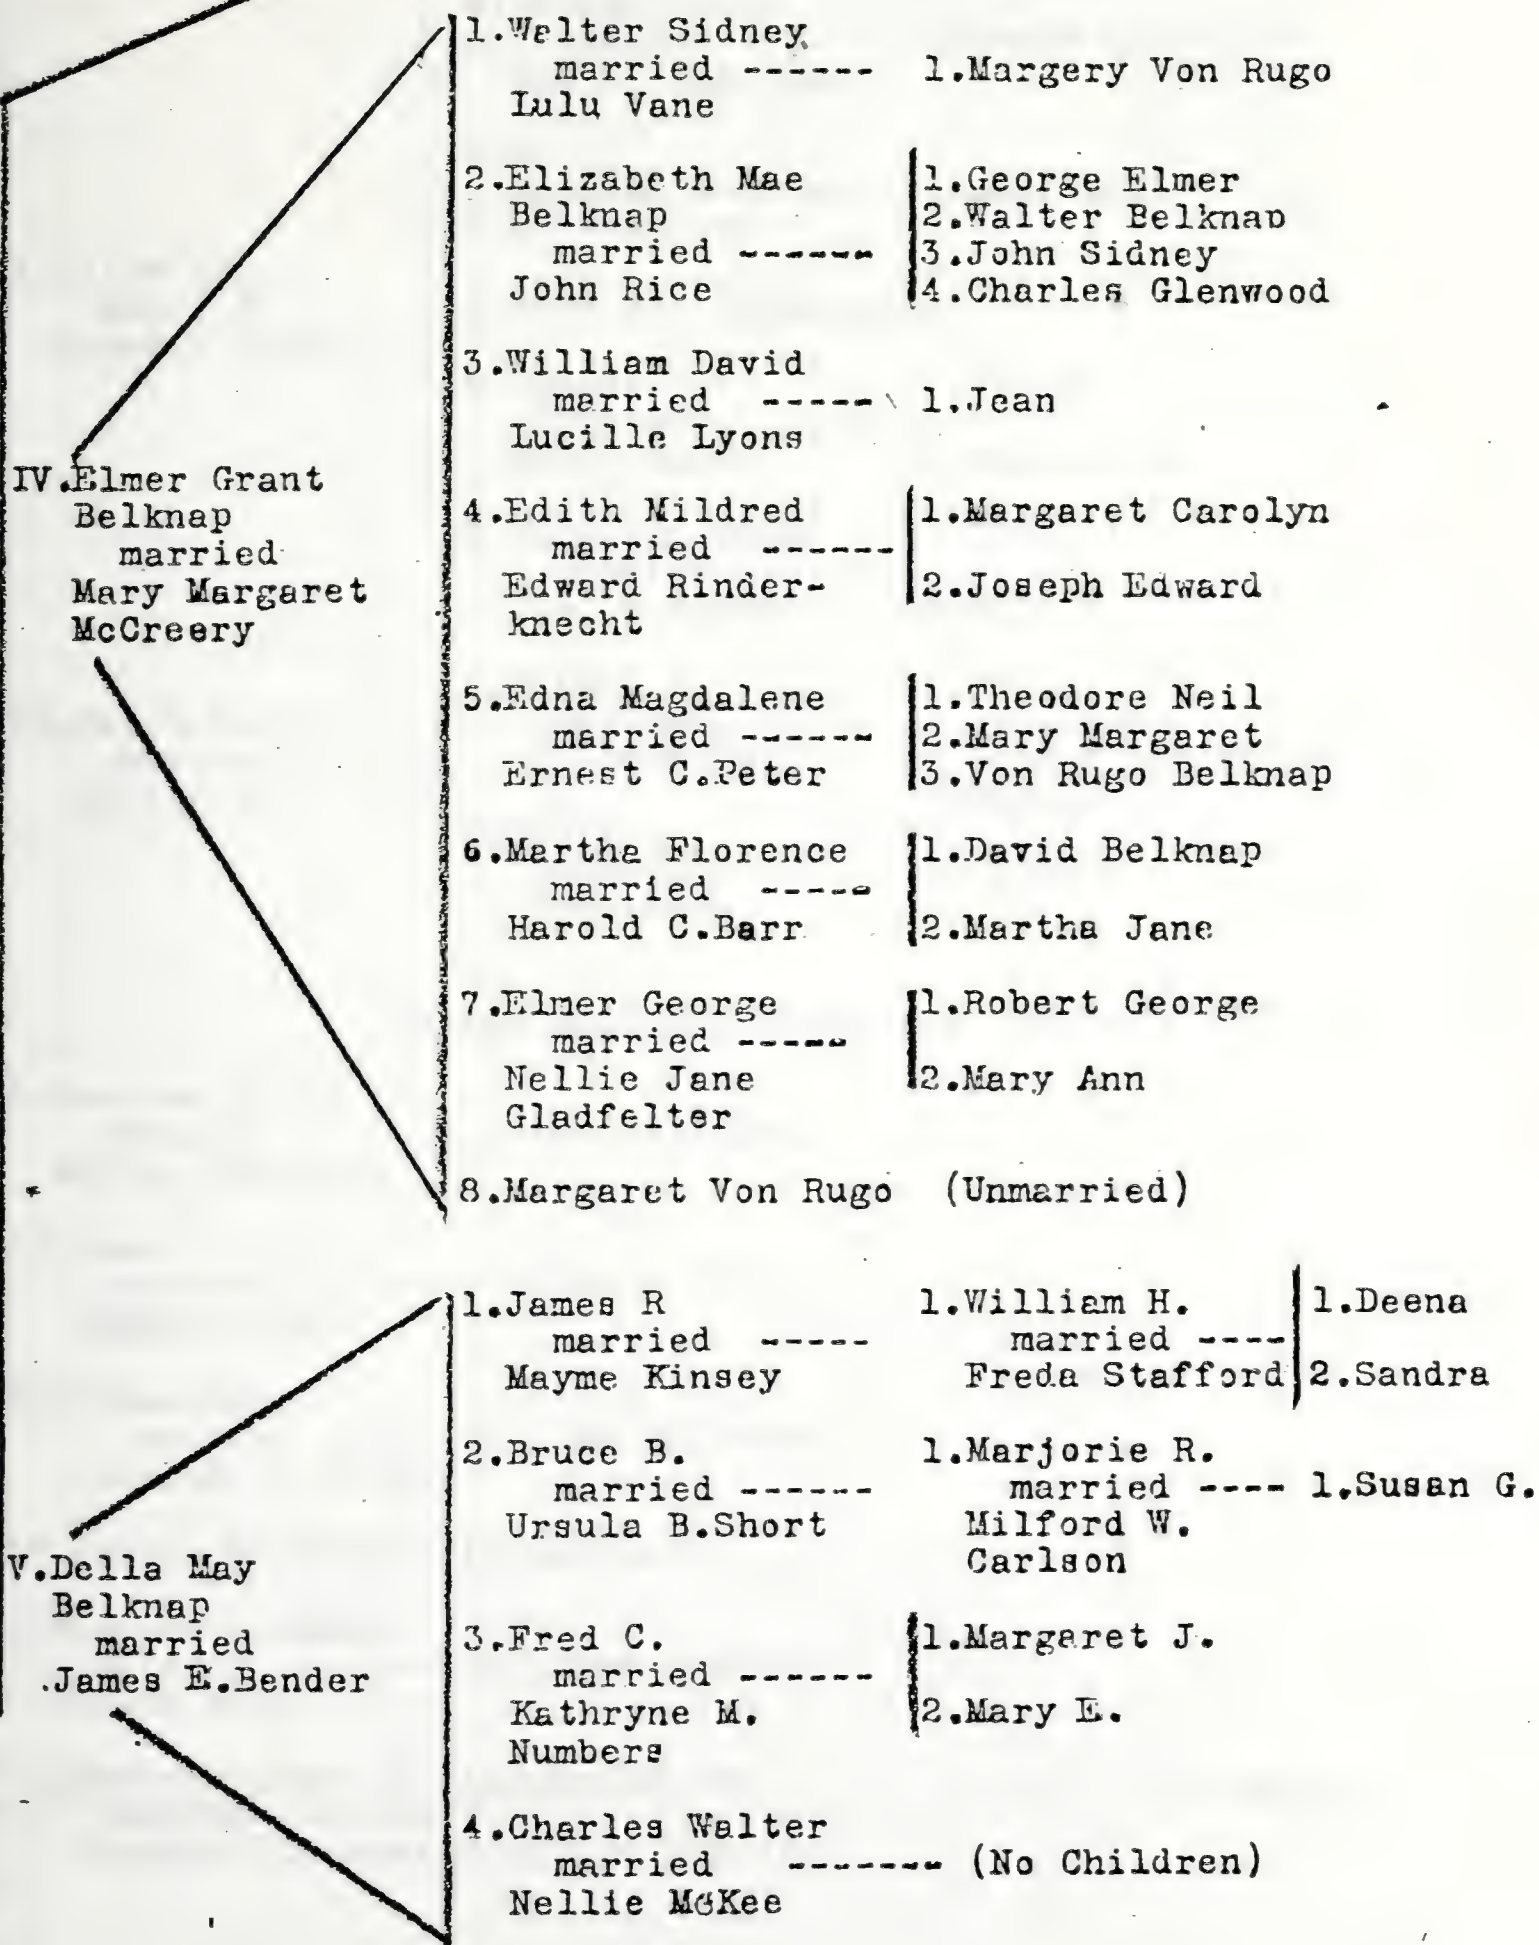 1.Walter Sidney
married ------ 1.Margery Von Rugo
Lulu Vane
2.Elizabeth Mae
Belknap
married ------
John Rice
1.George Elmer
2.Walter Belknap
3.John Sidney
4.Charles Glenwood
3.William David
married ----- 1.Jean
Lucille Lyons
IV.Elmer Grant
Belknap
married
Mary Margaret
McCreery
4.Edith Mildred
married ------
Edward Rinder-
knecht
1.Margaret Carolyn
2.Joseph Edward
5.Edna Magdalene
married ------
Ernest C.Peter
1.Theodore Neil
2.Mary Margaret
3.Von Rugo Belknap
6.Martha Florence
married -----
Harold C.Barr
1.David Belknap
2.Martha Jane
7.Elmer George
married -----
Nellie Jane
Gladfelter
1.Robert George
2.Mary Ann
8.Margaret Von Rugo (Unmarried)
1.James R
married -----
Mayme Kinsey
1.William H.
married ----
Freda Stafford
1.Deena
2.Sandra
2.Bruce B.
married ------
Ursula B.Short
1.Marjorie R.
married ---- 1.Susan G.
Milford W.
Carlson
V.Della May
Belknap
married
James E.Bender
3.Fred C.
married ------
Kathryne M.
Numbers
1.Margaret J.
2.Mary E.
4.Charles Walter
married ------- (No Children)
Nellie McKee